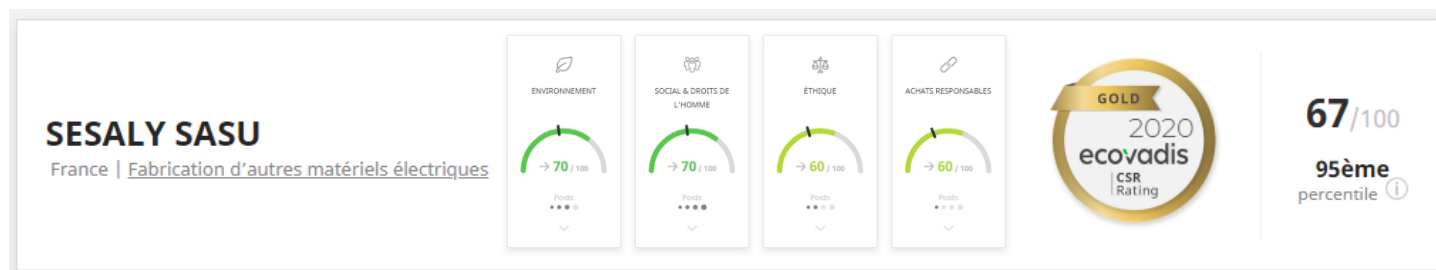 SESALY SASU
France | Fabrication d'autres matériels électriques
ENVIRONNEMENT
→ 70 / 100
Poids
SOCIAL & DROITS DE
L'HOMME
→ 70 / 100
Poids
ÉTHIQUE
→ 60 / 100
Poids
ACHATS RESPONSABLES
→ 60 / 100
Poids
GOLD
2020
ecovadis
CSR
Rating
67/100
95ème
percentile